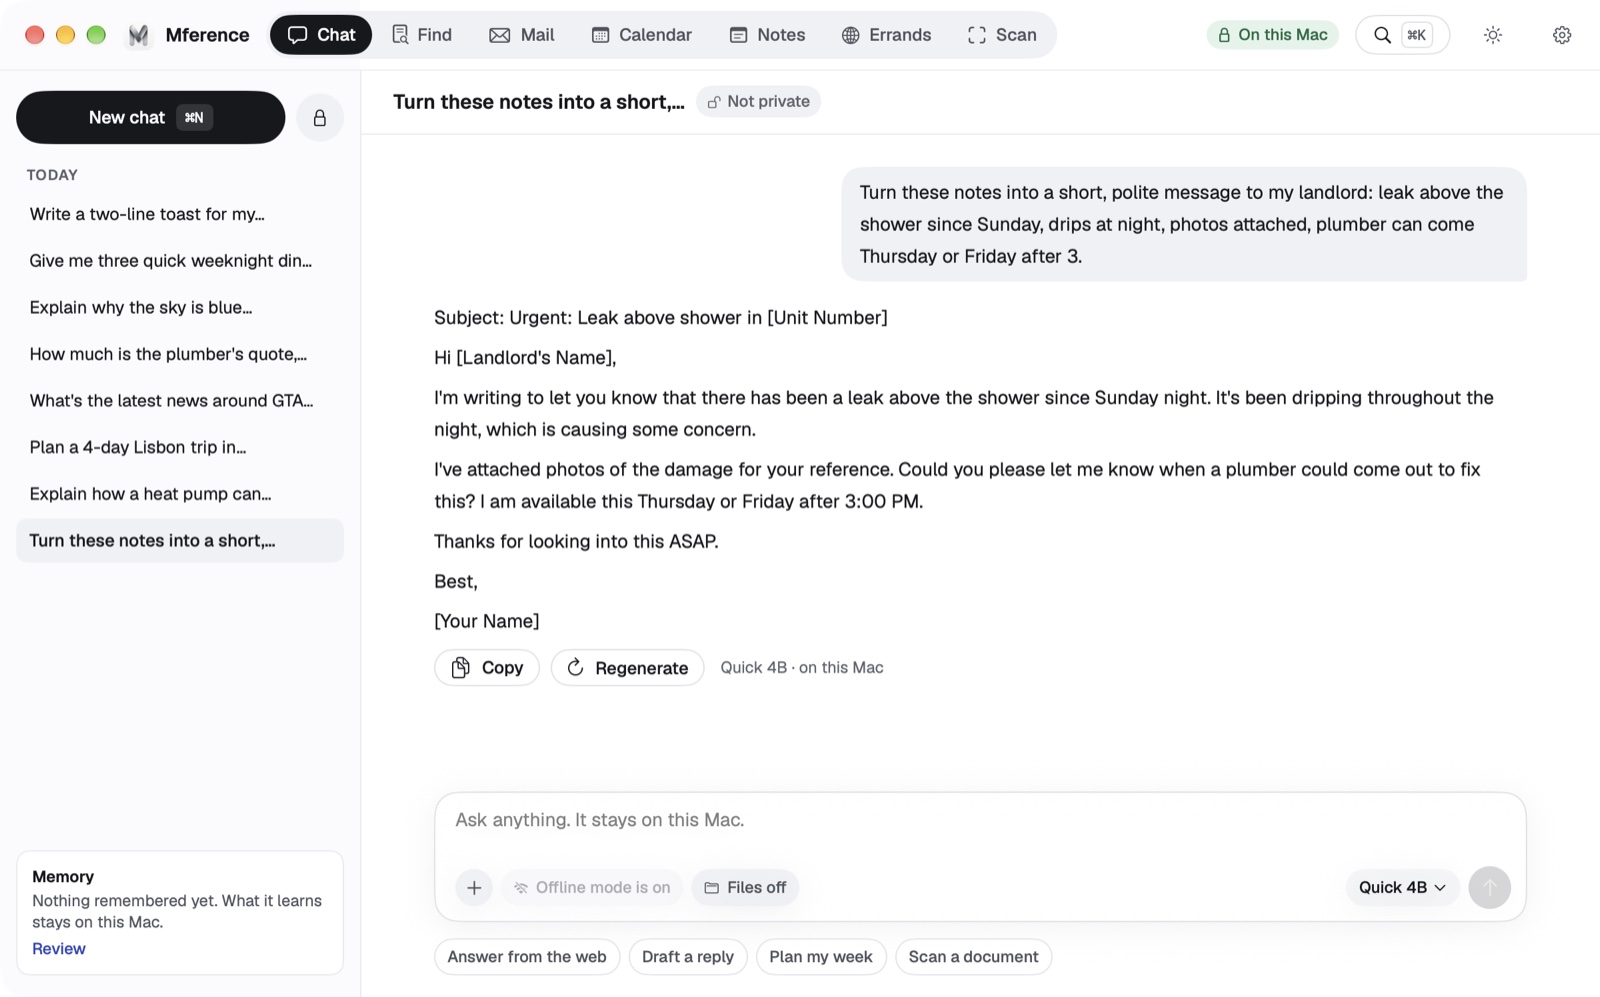 Mference
Chat
Find
Mail
Calendar
Notes
Errands
Scan
On this Mac
⌘K
New chat ⌘N
TODAY
Write a two-line toast for my...
Give me three quick weeknight din...
Explain why the sky is blue...
How much is the plumber's quote,...
What's the latest news around GTA...
Plan a 4-day Lisbon trip in...
Explain how a heat pump can...
Turn these notes into a short,...
Memory
Nothing remembered yet. What it learns
stays on this Mac.
Review
Turn these notes into a short,...
Not private
Turn these notes into a short, polite message to my landlord: leak above the
shower since Sunday, drips at night, photos attached, plumber can come
Thursday or Friday after 3.
Subject: Urgent: Leak above shower in [Unit Number]
Hi [Landlord's Name],
I'm writing to let you know that there has been a leak above the shower since Sunday night. It's been dripping throughout the
night, which is causing some concern.
I've attached photos of the damage for your reference. Could you please let me know when a plumber could come out to fix
this? I am available this Thursday or Friday after 3:00 PM.
Thanks for looking into this ASAP.
Best,
[Your Name]
Copy
Regenerate
Quick 4B · on this Mac
Ask anything. It stays on this Mac.
Offline mode is on
Files off
Quick 4B
Answer from the web
Draft a reply
Plan my week
Scan a document